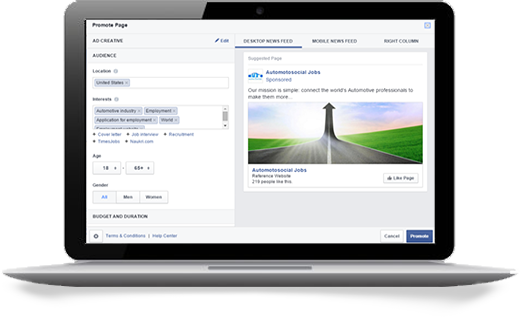 Promote Page
AD CREATIVE
Edit
DESKTOP NEWS FEED
MOBILE NEWS FEED
RIGHT COLUMN
AUDIENCE
Location
United States ×
Interests
Automotive industry × Employment ×
Application for employment × World ×
+ Cover letter + Job interview + Recruitment
+ TimesJobs + Naukri.com
Age
18 - 65+
Gender
All Men Women
BUDGET AND DURATION
Suggested Page
Automotosocial Jobs
Sponsored
Our mission is simple: connect the world's Automotive professionals to
make them more...
Automotosocial Jobs
Reference Website
219 people like this
Like Page
Terms & Conditions | Help Center
Cancel
Promote